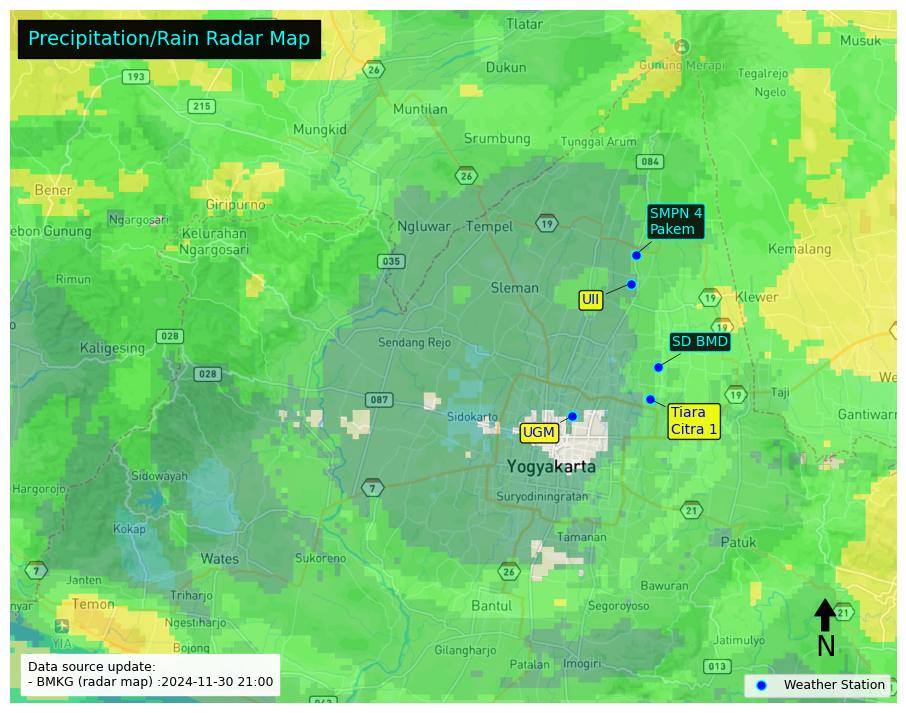 Precipitation/Rain Radar Map
Tlatar
Musuk
26
Gunung Merapi
193
Dukun
Tegalrejo
Ngelo
215
Muntilan
Mungkid
Srumbung
Tunggal Arum
084
26
Bener
Giripurno
SMPN 4
Pakem
Ngargosari
ebon Gunung
Kelurahan
Ngargosari
Ngluwar
Tempel
19
Kemalang
035
Rimun
Sleman
UII
19
Klewer
19
028
Sendang Rejo
SD BMD
Kaligesing
028
We
087
19
Taji
Sidokarto
Tiara
Citra 1
Gantiwarn
UGM
Yogyakarta
Sidowayah
7
Hargorojo
Suryodiningratan
21
Kokap
Tamanan
Patuk
Wates
Sukoreno
7
26
Janten
Bawuran
Triharjo
nyar
Temon
Bantul
Segoroyoso
21
Ngestiharjo
YIA
N
Bojong
Jatimulyo
Gilangharjo
Patalan
Imogiri
013
Data source update:
- BMKG (radar map) :2024-11-30 21:00
Weather Station